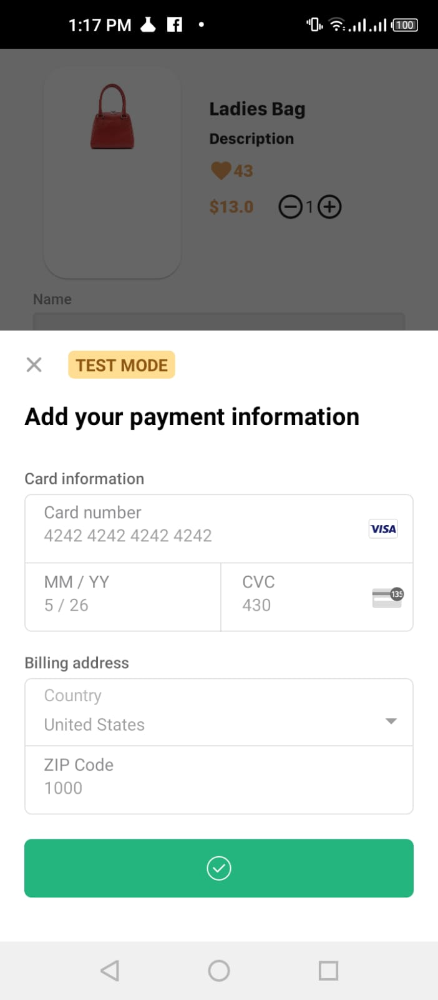 1:17 PM
100
Ladies Bag
Description
43
$13.0
1
Name
TEST MODE
Add your payment information
Card information
Card number
4242 4242 4242 4242
VISA
MM / YY
5 / 26
CVC
430
135
Billing address
Country
United States
ZIP Code
1000